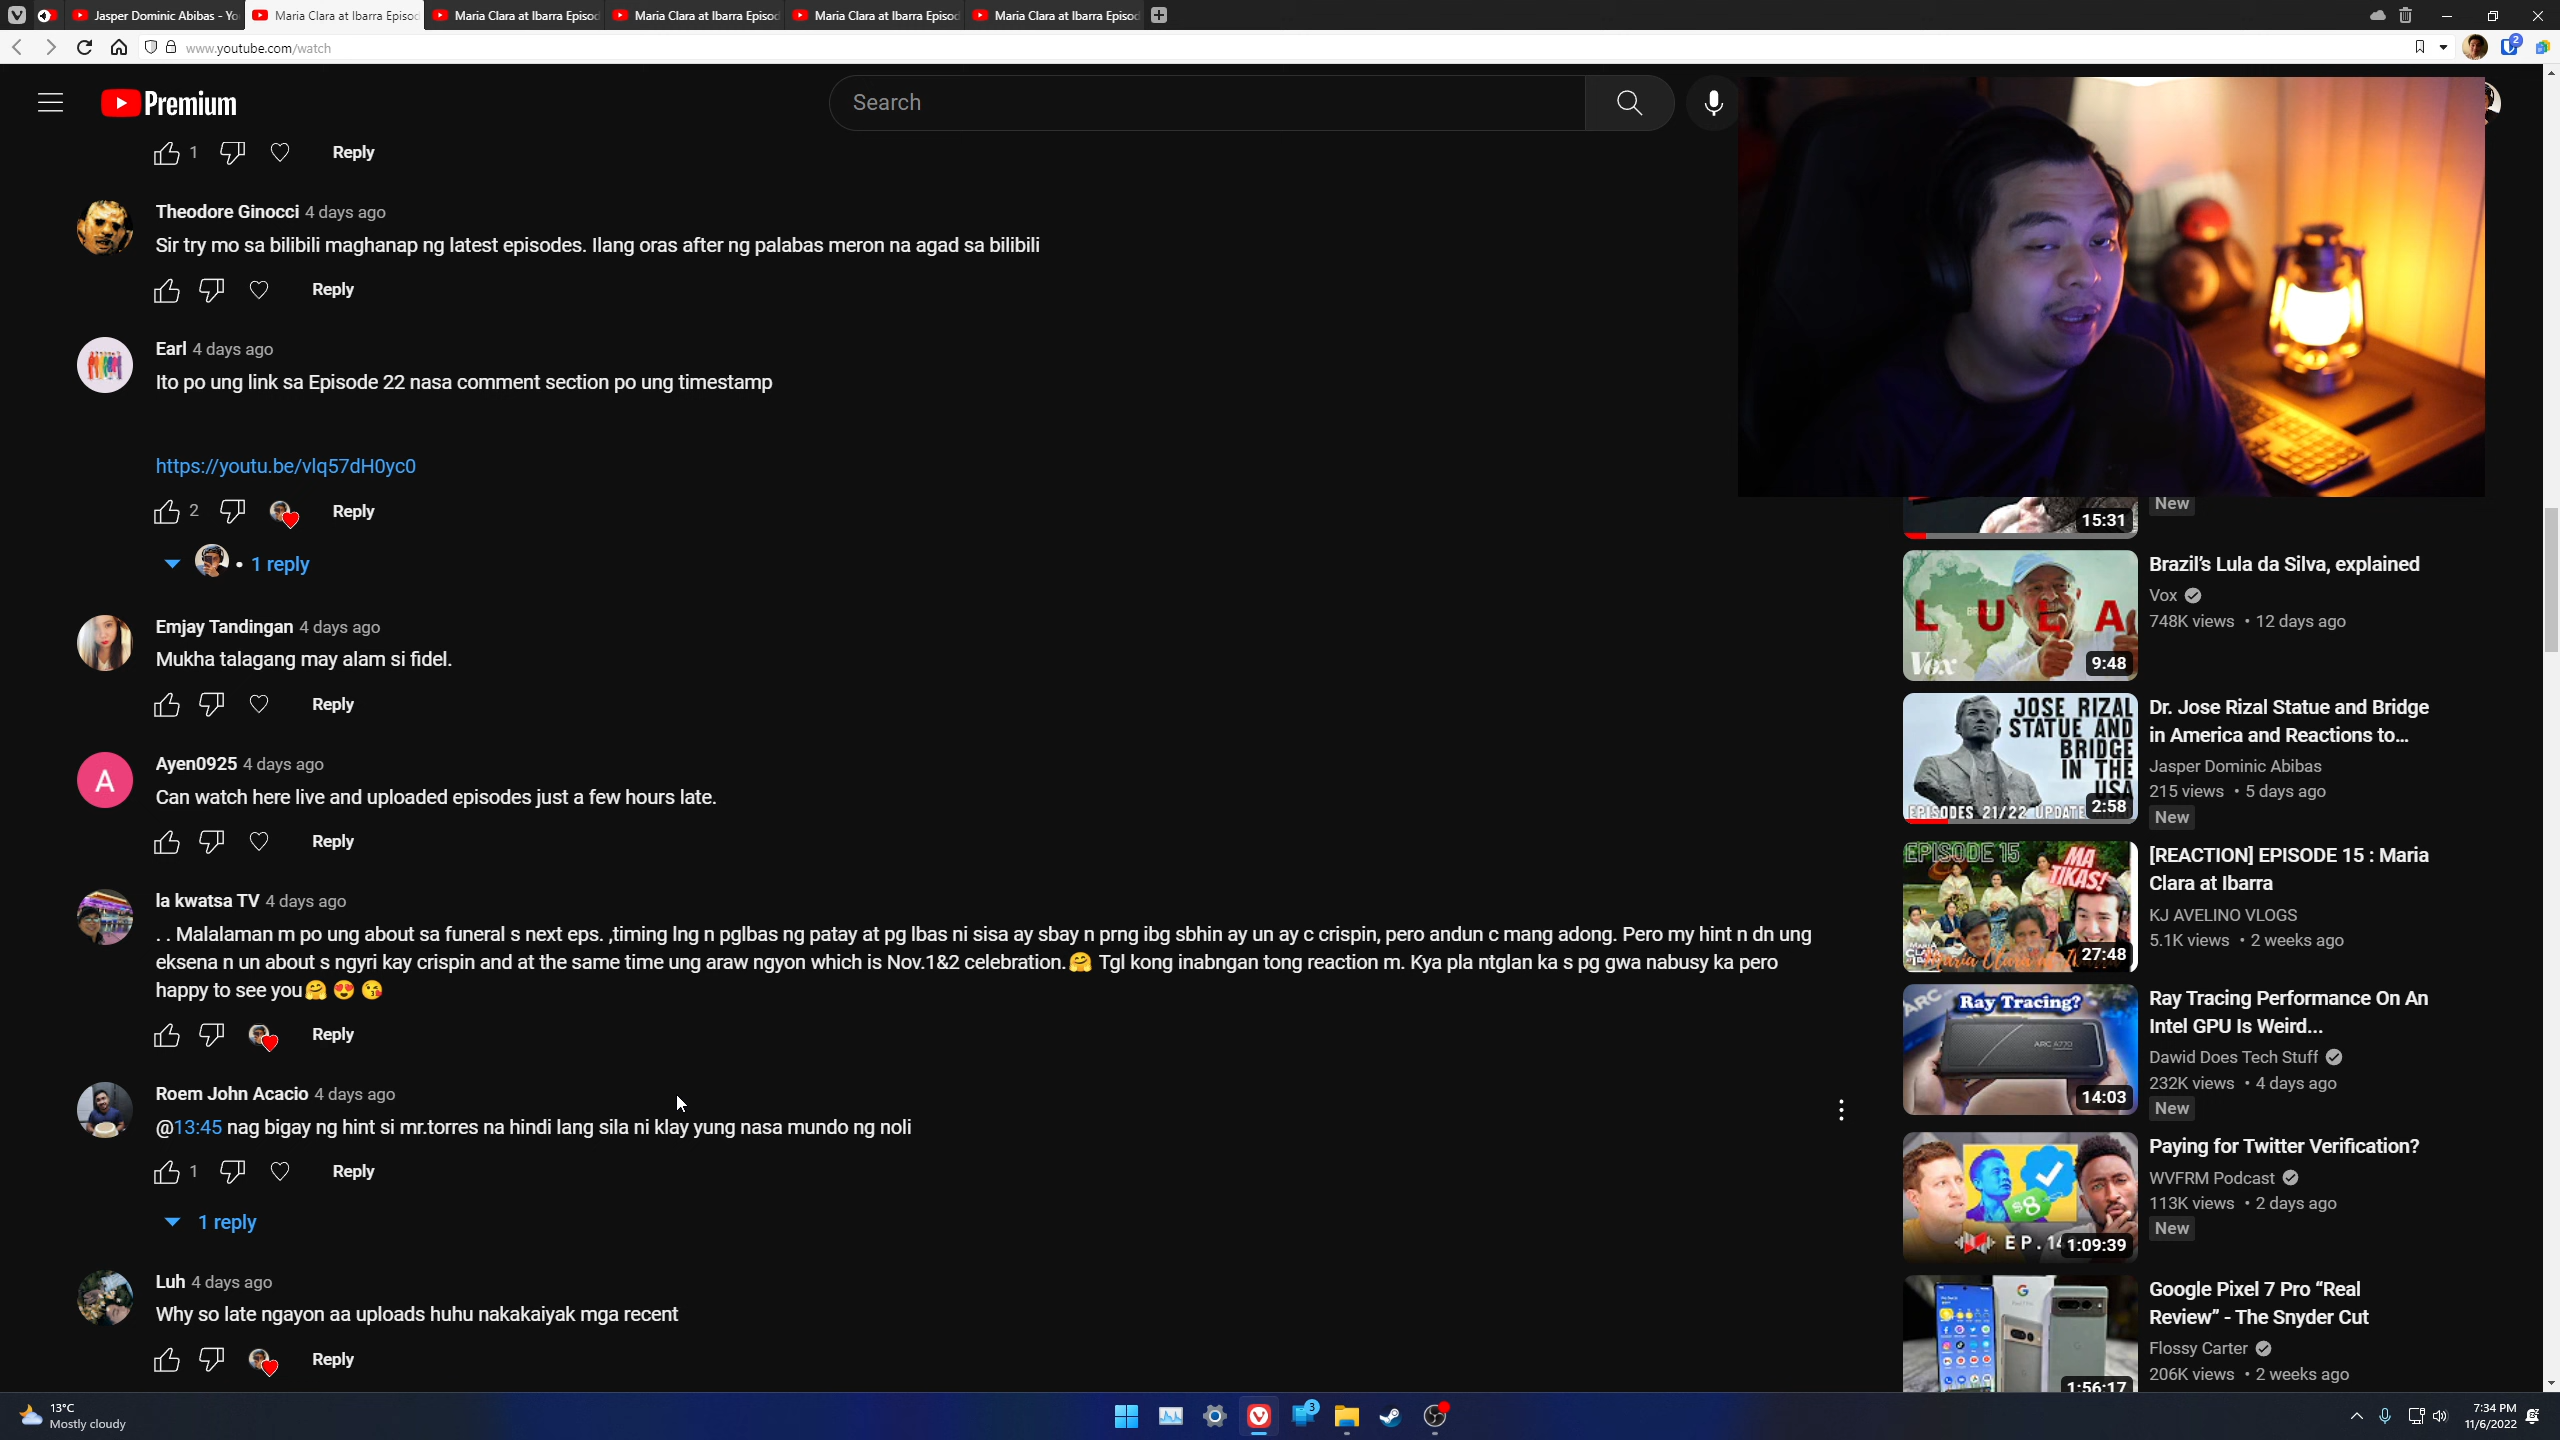 Jasper Dominic Abibas - Yo
Maria Clara at Ibarra Episod
Maria Clara at Ibarra Episod
Maria Clara at Ibarra Episod
Maria Clara at Ibarra Episod
Maria Clara at Ibarra Episod
www.youtube.com/watch
2
Premium
Search
1
Reply
Theodore Ginocci 4 days ago
Sir try mo sa bilibili maghanap ng latest episodes. Ilang oras after ng palabas meron na agad sa bilibili
Reply
Earl 4 days ago
Ito po ung link sa Episode 22 nasa comment section po ung timestamp
https://youtu.be/vlq57dH0yc0
2
Reply
• 1 reply
Emjay Tandingan 4 days ago
Mukha talagang may alam si fidel.
Reply
A
Ayen0925 4 days ago
Can watch here live and uploaded episodes just a few hours late.
Reply
la kwatsa TV 4 days ago
. . Malalaman m po ung about sa funeral s next eps. ,timing lng n pglbas ng patay at pg lbas ni sisa ay sbay n prng ibg sbhin ay un ay c crispin, pero andun c mang adong. Pero my hint n dn ung
eksena n un about s ngyri kay crispin and at the same time ung araw ngyon which is Nov.1&2 celebration.🤗 Tgl kong inabngan tong reaction m. Kya pla ntglan ka s pg gwa nabusy ka pero
happy to see you🤗 😍 😘
Reply
Roem John Acacio 4 days ago
@13:45 nag bigay ng hint si mr.torres na hindi lang sila ni klay yung nasa mundo ng noli
1
Reply
1 reply
Luh 4 days ago
Why so late ngayon aa uploads huhu nakakaiyak mga recent
Reply
15:31
New
LULA
Vox
9:48
Brazil's Lula da Silva, explained
Vox
748K views • 12 days ago
JOSE RIZAL
STATUE AND
BRIDGE
IN THE
USA
EPISODES 21/22 UPDATE
2:58
Dr. Jose Rizal Statue and Bridge
in America and Reactions to...
Jasper Dominic Abibas
215 views • 5 days ago
New
EPISODE 15
MA
TIKAS!
27:48
[REACTION] EPISODE 15 : Maria
Clara at Ibarra
KJ AVELINO VLOGS
5.1K views • 2 weeks ago
ARC
Ray Tracing?
ARC A770
14:03
Ray Tracing Performance On An
Intel GPU Is Weird...
Dawid Does Tech Stuff
232K views • 4 days ago
New
$8
EP. 14
1:09:39
Paying for Twitter Verification?
WVFRM Podcast
113K views • 2 days ago
New
G
1:56:17
Google Pixel 7 Pro “Real
Review” - The Snyder Cut
Flossy Carter
206K views • 2 weeks ago
13°C
Mostly cloudy
3
7:34 PM
11/6/2022